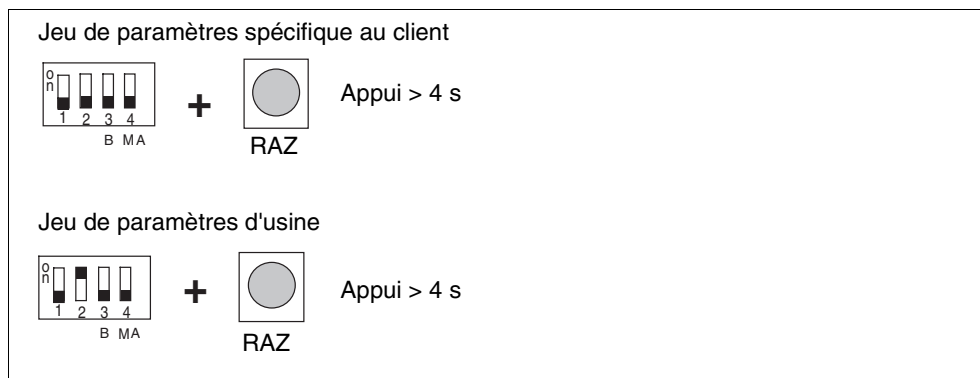 Jeu de paramètres spécifique au client
on
1 2 3 4
B MA
+
RAZ
Appui > 4 s
Jeu de paramètres d'usine
on
1 2 3 4
B MA
+
RAZ
Appui > 4 s